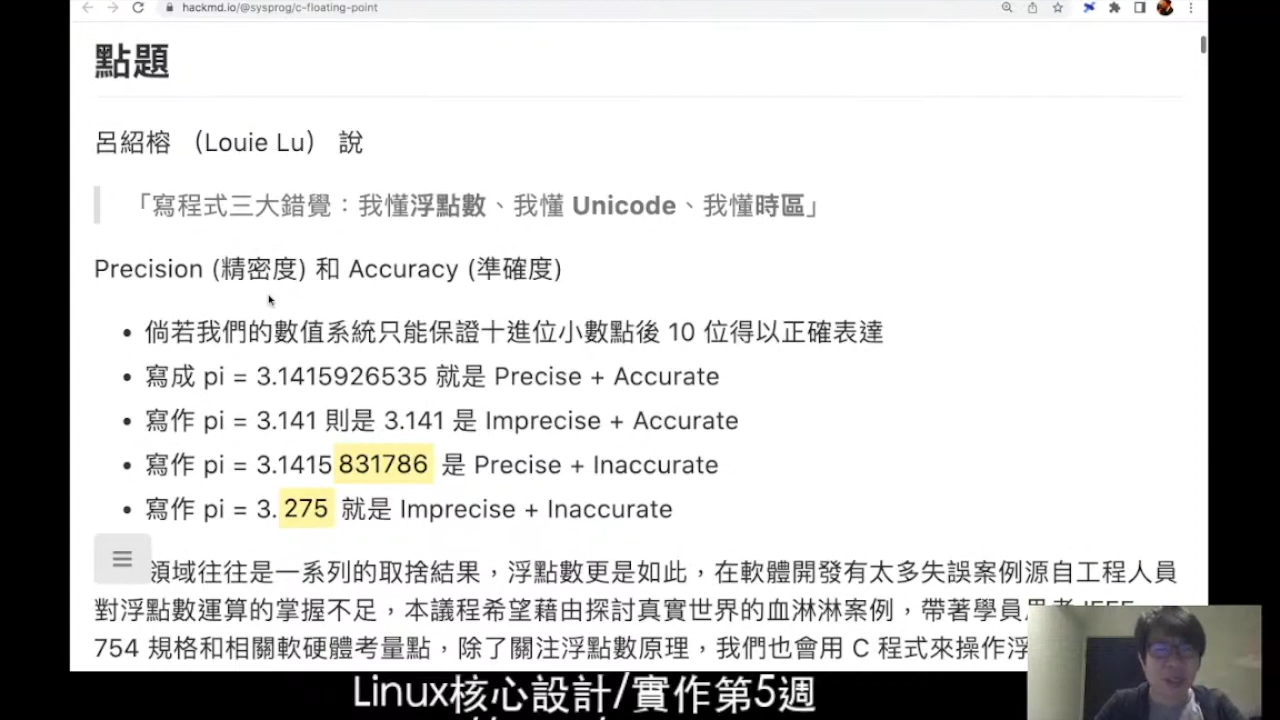 hackmd.io/@sysprog/c-floating-point
點題
呂紹榕 （Louie Lu） 說
「寫程式三大錯覺：我懂浮點數、我懂 Unicode、我懂時區」
Precision (精密度) 和 Accuracy (準確度)
• 倘若我們的數值系統只能保證十進位小數點後 10 位得以正確表達
• 寫成 pi = 3.1415926535 就是 Precise + Accurate
• 寫作 pi = 3.141 則是 3.141 是 Imprecise + Accurate
• 寫作 pi = 3.1415831786 是 Precise + Inaccurate
• 寫作 pi = 3.275 就是 Imprecise + Inaccurate
領域往往是一系列的取捨結果，浮點數更是如此，在軟體開發有太多失誤案例源自工程人員
對浮點數運算的掌握不足，本議程希望藉由探討真實世界的血淋淋案例，帶著學員思考 IEEE
754 規格和相關軟硬體考量點，除了關注浮點數原理，我們也會用 C 程式來操作浮
Linux核心設計/實作第5週